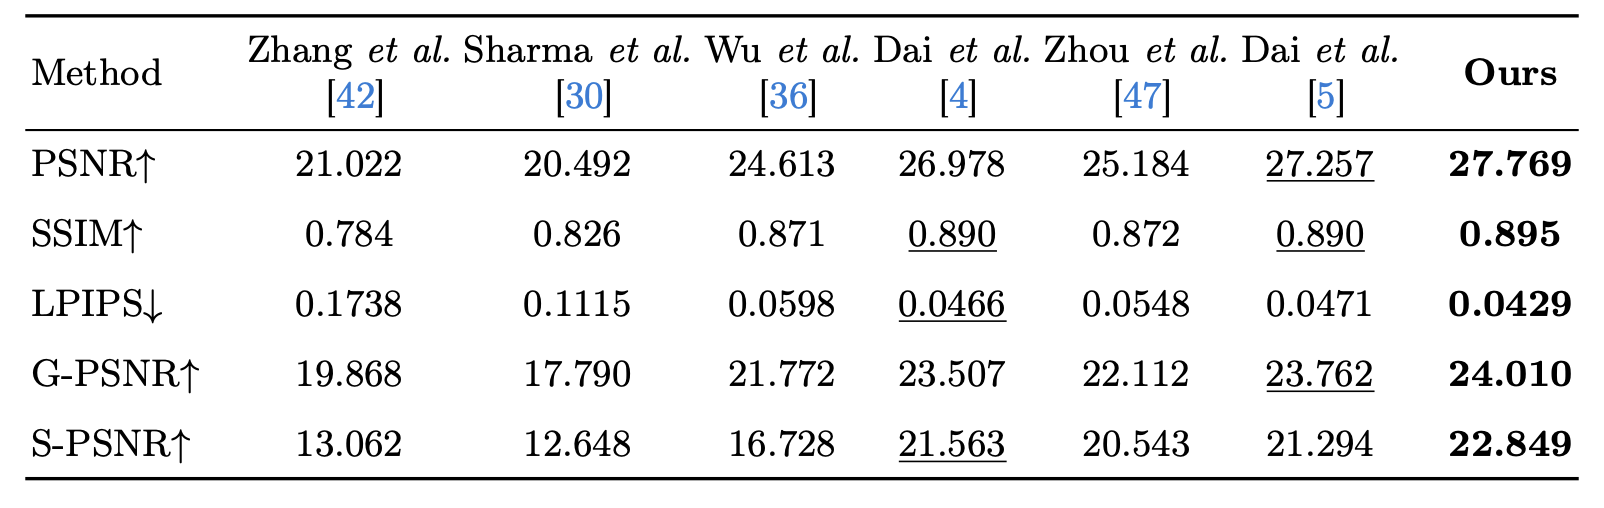 Method Zhang et al. [42] Sharma et al. [30] Wu et al. [36] Dai et al. [4] Zhou et al. [47] Dai et al. [5] Ours
PSNR↑ 21.022 20.492 24.613 26.978 25.184 27.257 27.769
SSIM↑ 0.784 0.826 0.871 0.890 0.872 0.890 0.895
LPIPS↓ 0.1738 0.1115 0.0598 0.0466 0.0548 0.0471 0.0429
G-PSNR↑ 19.868 17.790 21.772 23.507 22.112 23.762 24.010
S-PSNR↑ 13.062 12.648 16.728 21.563 20.543 21.294 22.849